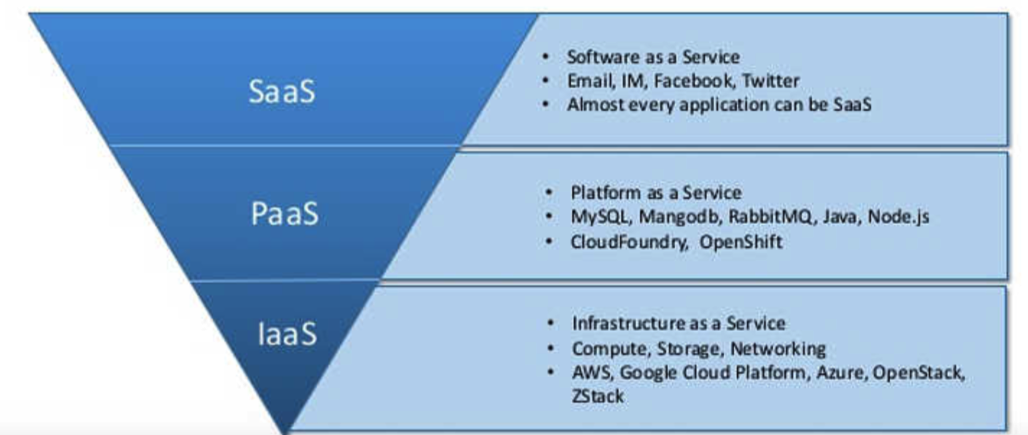 SaaS
• Software as a Service
• Email, IM, Facebook, Twitter
• Almost every application can be SaaS
PaaS
• Platform as a Service
• MySQL, Mangodb, RabbitMQ, Java, Node.js
• CloudFoundry, OpenShift
IaaS
• Infrastructure as a Service
• Compute, Storage, Networking
• AWS, Google Cloud Platform, Azure, OpenStack,
ZStack